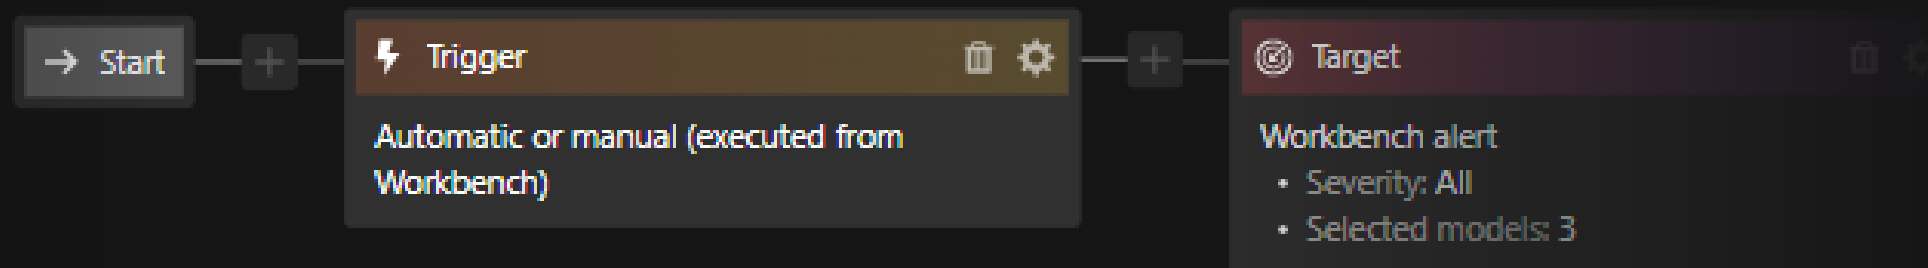 Start
Trigger
Automatic or manual (executed from
Workbench)
Target
Workbench alert
• Severity: All
• Selected models: 3